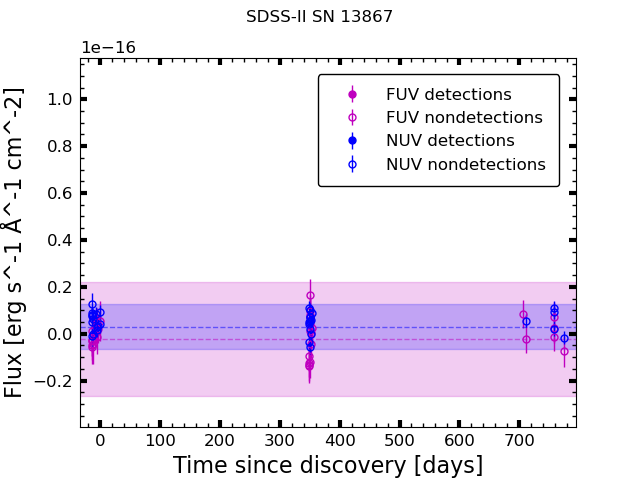 SDSS-II SN 13867
1e−16
FUV detections
FUV nondetections
NUV detections
NUV nondetections
1.0
0.8
0.6
0.4
0.2
0.0
−0.2
Flux [erg s^-1 Å^-1 cm^-2]
0 100 200 300 400 500 600 700
Time since discovery [days]